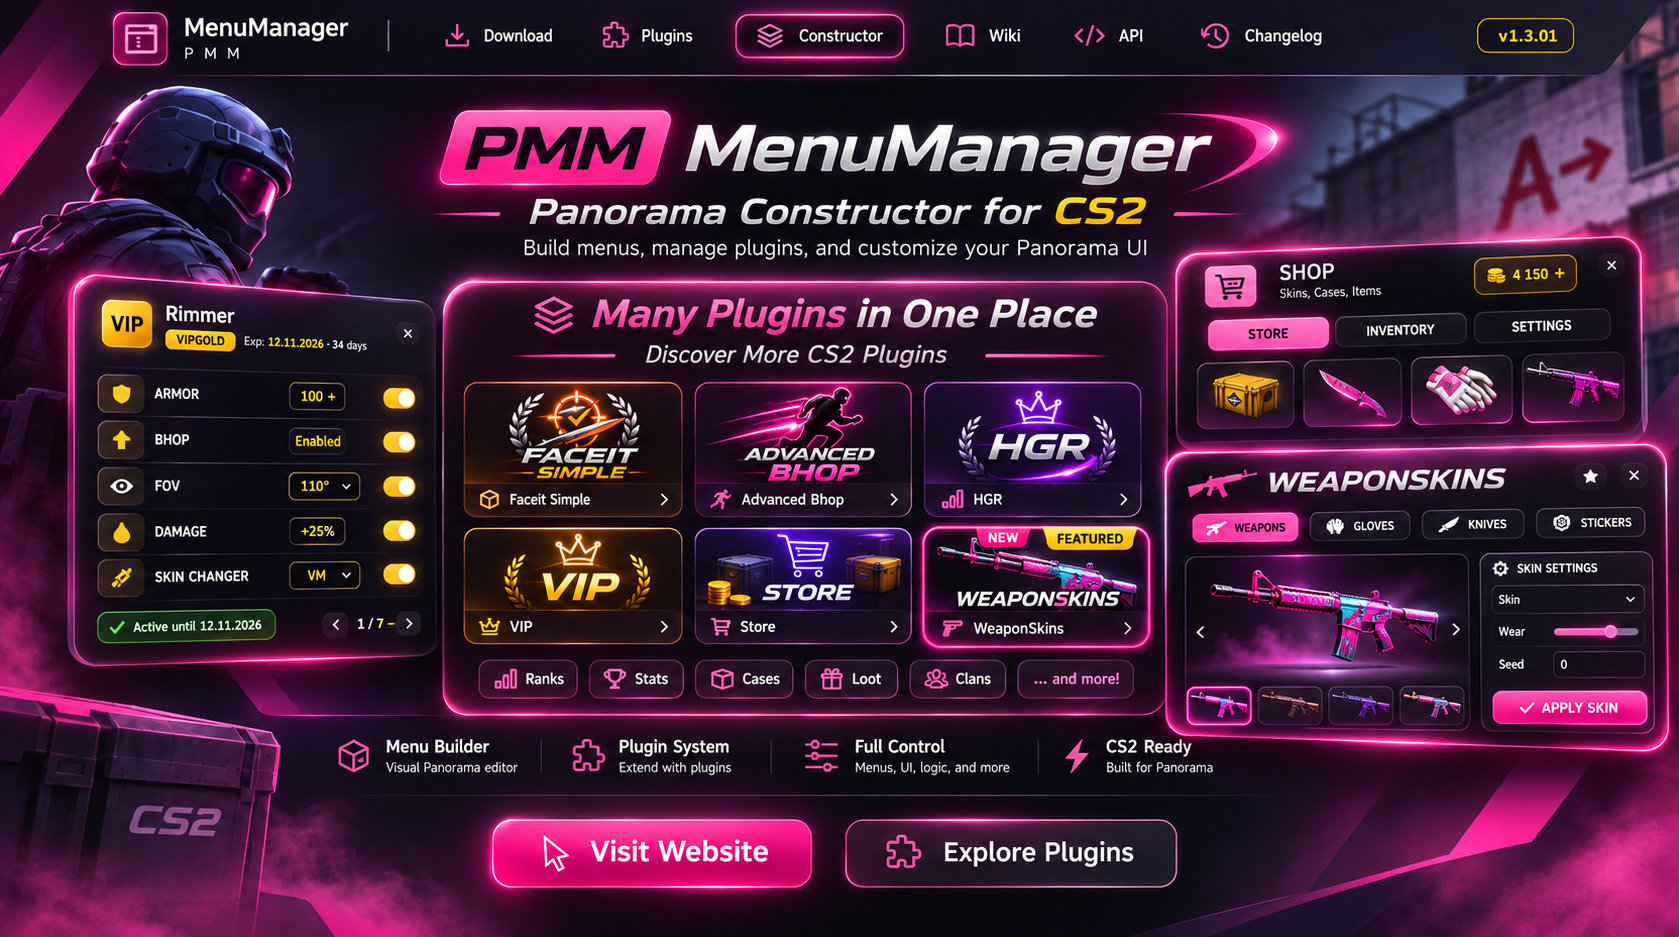 MenuManager
PMM
Download
Plugins
Constructor
Wiki
API
Changelog
v1.3.01
PMM MenuManager
Panorama Constructor for CS2
Build menus, manage plugins, and customize your Panorama UI
A
VIP
Rimmer
VIPGOLD
Exp: 12.11.2026 · 34 days
ARMOR
100 +
BHOP
Enabled
FOV
110°
DAMAGE
+25%
SKIN CHANGER
VM
Active until 12.11.2026
1 / 7 –
Many Plugins in One Place
Discover More CS2 Plugins
FACEIT
SIMPLE
Faceit Simple
ADVANCED
BHOP
Advanced Bhop
HGR
HGR
VIP
VIP
STORE
Store
NEW
FEATURED
WEAPONSKINS
WeaponSkins
Ranks
Stats
Cases
Loot
Clans
... and more!
SHOP
Skins, Cases, Items
4 150 +
STORE
INVENTORY
SETTINGS
WEAPONSKINS
WEAPONS
GLOVES
KNIVES
STICKERS
SKIN SETTINGS
Skin
Wear
Seed
0
APPLY SKIN
Menu Builder
Visual Panorama editor
Plugin System
Extend with plugins
Full Control
Menus, UI, logic, and more
CS2 Ready
Built for Panorama
CS2
Visit Website
Explore Plugins